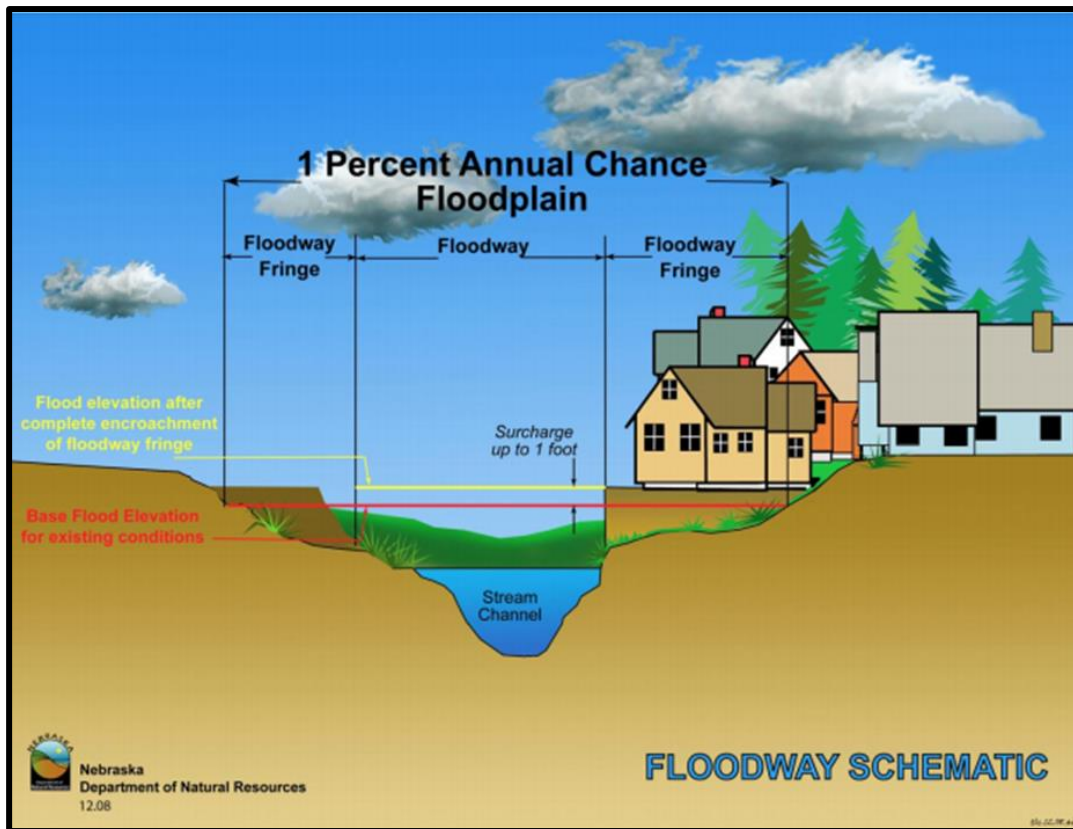 1 Percent Annual Chance
Floodplain
Floodway
Fringe
Floodway
Floodway
Fringe
Flood elevation after
complete encroachment
of floodway fringe
Surcharge
up to 1 foot
Base Flood Elevation
for existing conditions
Stream
Channel
NEBRASKA
Nebraska
Department of Natural Resources
12.08
FLOODWAY SCHEMATIC